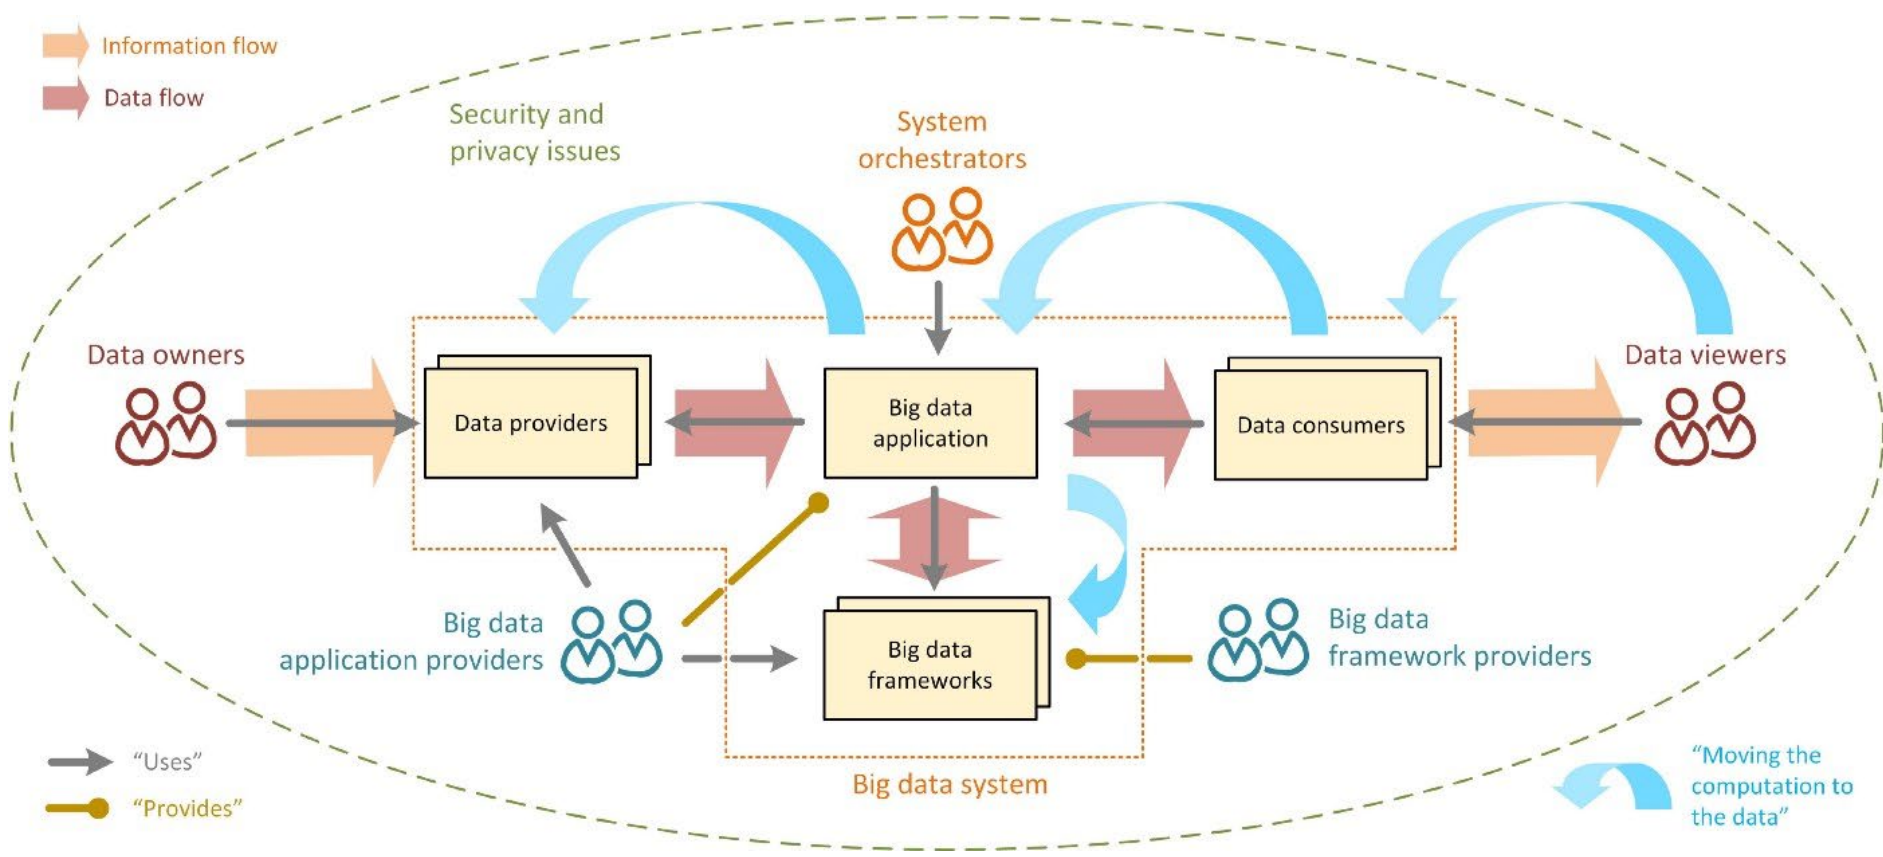 Information flow
Data flow
Security and
privacy issues
System
orchestrators
Data owners
Data viewers
Data providers
Big data
application
Data consumers
Big data
application providers
Big data
frameworks
Big data
framework providers
"Uses"
"Provides"
Big data system
"Moving the
computation to
the data"